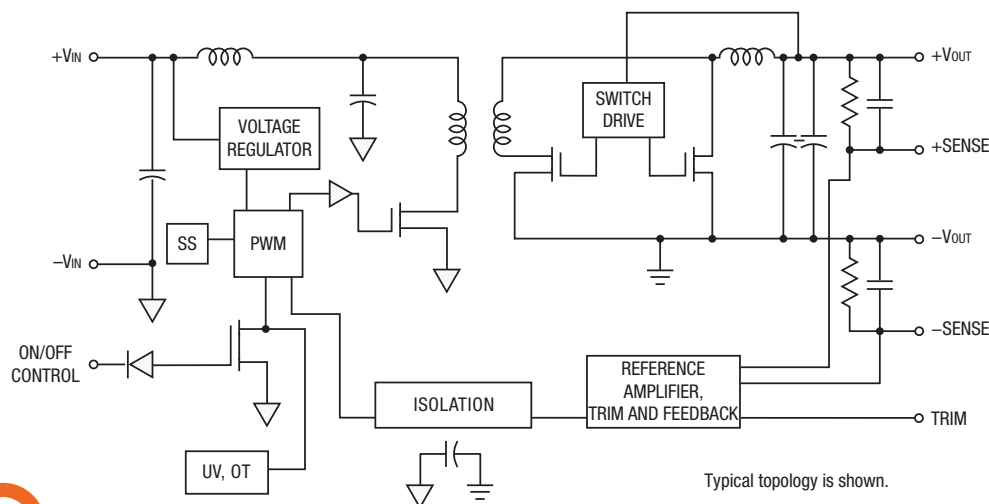 +VIN
+VOUT
SWITCH
DRIVE
VOLTAGE
REGULATOR
+SENSE
SS
PWM
−VIN
−VOUT
ON/OFF
CONTROL
−SENSE
REFERENCE
AMPLIFIER,
TRIM AND FEEDBACK
ISOLATION
TRIM
UV, OT
Typical topology is shown.